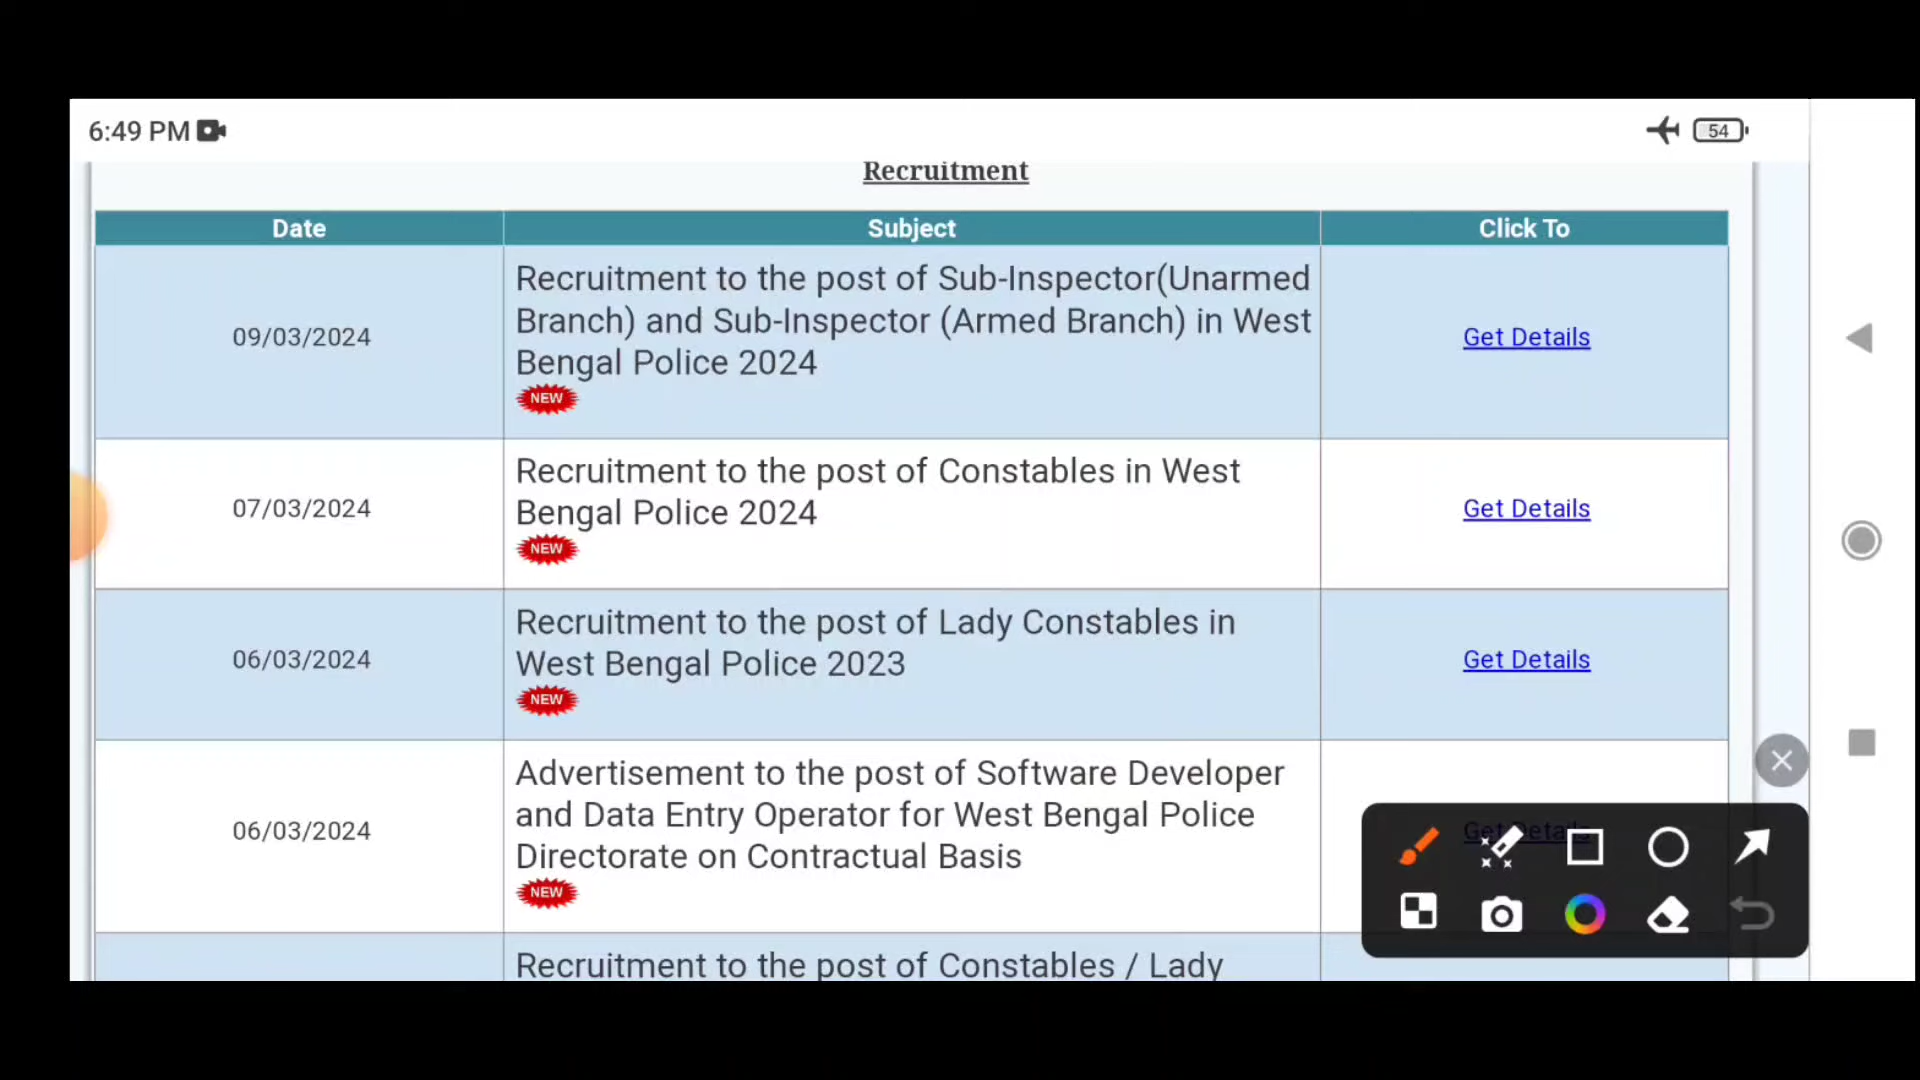 6:49 PM
54
Recruitment
Date Subject Click To
Recruitment to the post of Sub-Inspector(Unarmed
Branch) and Sub-Inspector (Armed Branch) in West
Bengal Police 2024
NEW
09/03/2024
Get Details
Recruitment to the post of Constables in West
Bengal Police 2024
NEW
07/03/2024
Get Details
Recruitment to the post of Lady Constables in
West Bengal Police 2023
NEW
06/03/2024
Get Details
Advertisement to the post of Software Developer
and Data Entry Operator for West Bengal Police
Directorate on Contractual Basis
NEW
06/03/2024
Get Details
Recruitment to the post of Constables / Lady